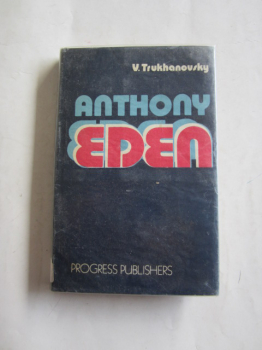 V. Trukhanovsky
ANTHONY
EDEN
PROGRESS PUBLISHERS